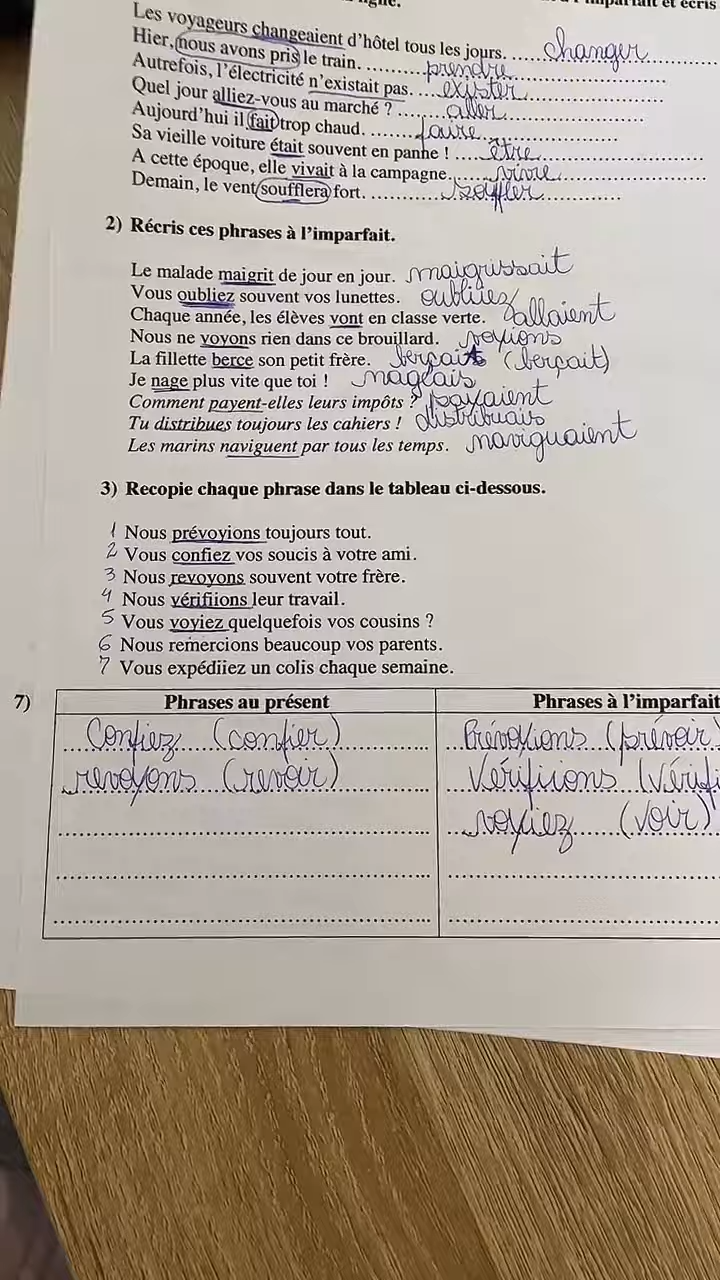 ligne. l'imparfait et écris
Les voyageurs changeaient d'hôtel tous les jours. ..... changer
Hier, nous avons pris le train. ..... prendre
Autrefois, l'électricité n'existait pas. ..... exister
Quel jour alliez-vous au marché ? ..... aller
Aujourd'hui il fait trop chaud. ..... faire
Sa vieille voiture était souvent en panne ! ..... être
A cette époque, elle vivait à la campagne. ..... vivre
Demain, le vent soufflera fort. ..... souffler
2) Récris ces phrases à l'imparfait.
Le malade maigrit de jour en jour. maigrissait
Vous oubliez souvent vos lunettes. oubliiez
Chaque année, les élèves vont en classe verte. allaient
Nous ne voyons rien dans ce brouillard. voyions
La fillette berce son petit frère. berçait (berçait)
Je nage plus vite que toi ! nageais
Comment payent-elles leurs impôts ? payaient
Tu distribues toujours les cahiers ! distribuais
Les marins naviguent par tous les temps. naviguaient
3) Recopie chaque phrase dans le tableau ci-dessous.
1 Nous prévoyions toujours tout.
2 Vous confiez vos soucis à votre ami.
3 Nous revoyons souvent votre frère.
4 Nous vérifiions leur travail.
5 Vous voyiez quelquefois vos cousins ?
6 Nous remercions beaucoup vos parents.
7 Vous expédiiez un colis chaque semaine.
7) Phrases au présent Phrases à l'imparfait
Confiez (confier) Prévoyions (prévoir)
revoyons (revoir) Vérifiions (vérifi
voyiez (voir)